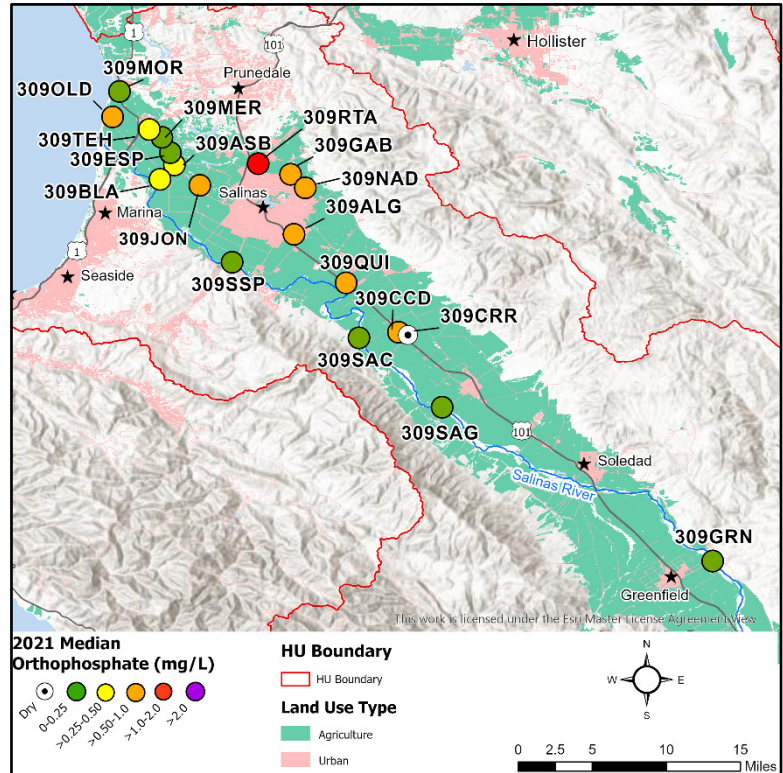 1
101
Hollister
309MOR
Prunedale
309OLD
309MER
309RTA
309TEH
309ASB
309GAB
309ESP
309NAD
309BLA
Salinas
309ALG
Marina
309JON
1
309QUI
Seaside
309SSP
309CCD
309CRR
309SAC
309SAG
101
Soledad
Salinas River
309GRN
Greenfield
This work is licensed under the Esri Master License Agreement View
2021 Median
Orthophosphate (mg/L)
Dry
0-0.25
>0.25-0.50
>0.50-1.0
>1.0-2.0
>2.0
HU Boundary
HU Boundary
Land Use Type
Agriculture
Urban
N
W
E
S
0 2.5 5 10 15
Miles